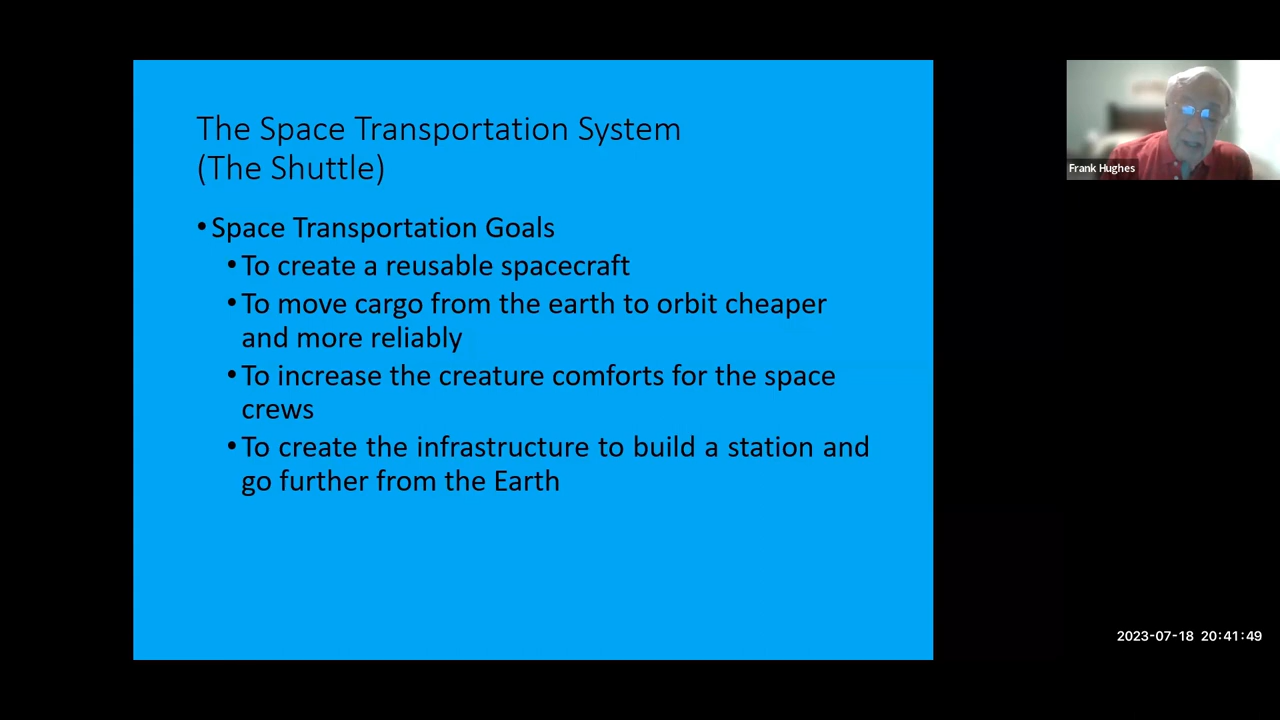 The Space Transportation System
(The Shuttle)
•Space Transportation Goals
•To create a reusable spacecraft
•To move cargo from the earth to orbit cheaper
and more reliably
•To increase the creature comforts for the space
crews
•To create the infrastructure to build a station and
go further from the Earth
Frank Hughes
2023-07-18 20:41:49